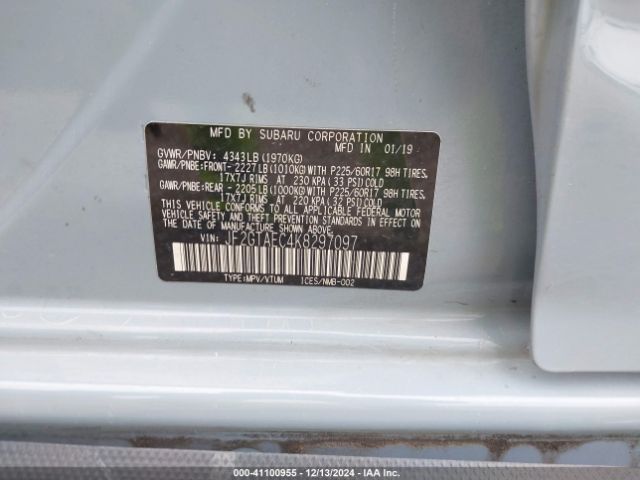 MFD BY SUBARU CORPORATION
MFD IN 01/19
GVWR/PNBV: 4343LB(1970KG)
GAWR/PNBE:FRONT- 2227LB(1010KG)WITH P225/60R17 98H TIRES,
17X7J RIMS AT 230 KPA(33 PSI)COLD
GAWR/PNBE:REAR - 2205LB(1000KG)WITH P225/60R17 98H TIRES,
17X7J RIMS AT 220 KPA(32 PSI)COLD
THIS VEHICLE CONFORMS TO ALL APPLICABLE FEDERAL MOTOR
VEHICLE SAFETY AND THEFT PREVENTION STANDARDS IN EFFECT
ON THE DATE OF MANUFACTURE SHOWN ABOVE.
VIN: JF2GTAEC4K8297097
TYPE:MPV/VTUM ICES/NMB-002
000-41100955 - 12/13/2024 - IAA Inc.